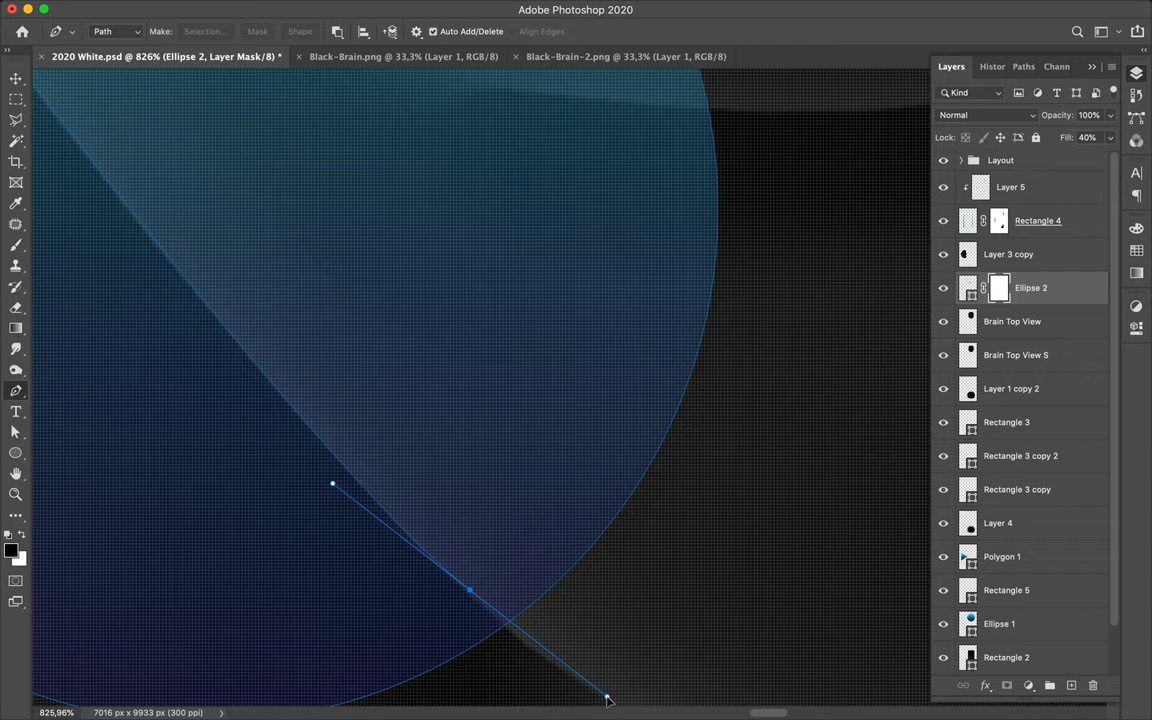 Adobe Photoshop 2020
Path Make: Selection... Mask Shape Auto Add/Delete Align Edges
2020 White.psd @ 826% (Ellipse 2, Layer Mask/8) * Black-Brain.png @ 33,3% (Layer 1, RGB/8) Black-Brain-2.png @ 33,3% (Layer 1, RGB/8)
Layers Histor Paths Chann
Kind
Normal Opacity: 100%
Lock: Fill: 40%
Layout
Layer 5
Rectangle 4
Layer 3 copy
Ellipse 2
Brain Top View
Brain Top View S
Layer 1 copy 2
Rectangle 3
Rectangle 3 copy 2
Rectangle 3 copy
Layer 4
Polygon 1
Rectangle 5
Ellipse 1
Rectangle 2
825,96% 7016 px x 9933 px (300 ppi)